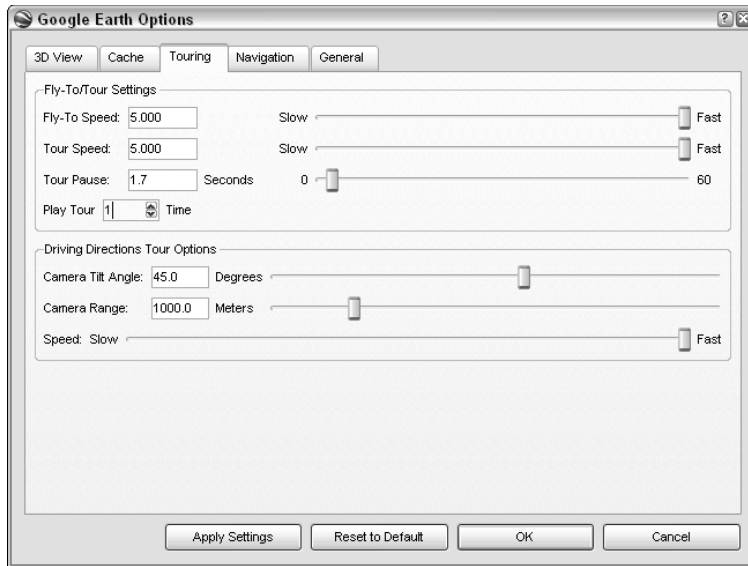 Google Earth Options
3D View Cache Touring Navigation General
Fly-To/Tour Settings
Fly-To Speed: 5.000 Slow Fast
Tour Speed: 5.000 Slow Fast
Tour Pause: 1.7 Seconds 0 60
Play Tour 1 Time
Driving Directions Tour Options
Camera Tilt Angle: 45.0 Degrees
Camera Range: 1000.0 Meters
Speed: Slow Fast
Apply Settings Reset to Default OK Cancel